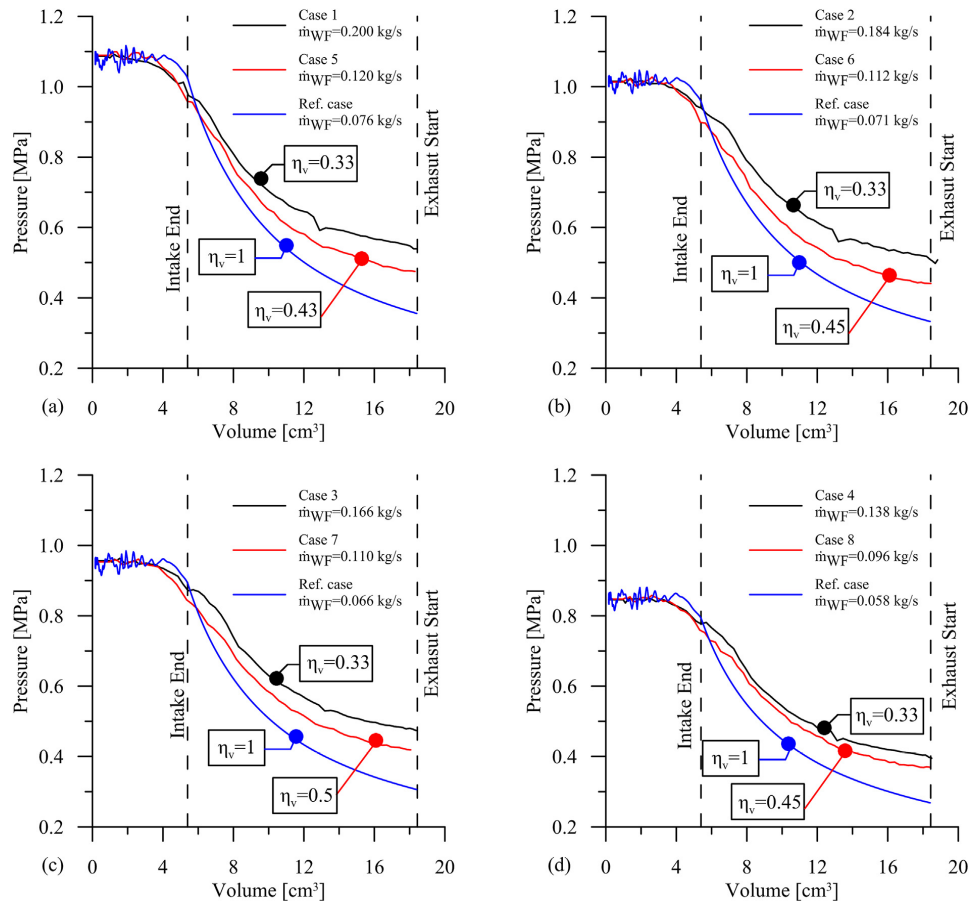 1.2
1.0
0.8
0.6
0.4
0.2
Pressure [MPa]
0 4 8 12 16 20
Volume [cm³]
(a)
Case 1
ṁWF=0.200 kg/s
Case 5
ṁWF=0.120 kg/s
Ref. case
ṁWF=0.076 kg/s
Intake End
Exhasut Start
ηv=0.33
ηv=1
ηv=0.43
1.2
1.0
0.8
0.6
0.4
0.2
Pressure [MPa]
0 4 8 12 16 20
Volume [cm³]
(b)
Case 2
ṁWF=0.184 kg/s
Case 6
ṁWF=0.112 kg/s
Ref. case
ṁWF=0.071 kg/s
Intake End
Exhasut Start
ηv=0.33
ηv=1
ηv=0.45
1.2
1.0
0.8
0.6
0.4
0.2
Pressure [MPa]
0 4 8 12 16 20
Volume [cm³]
(c)
Case 3
ṁWF=0.166 kg/s
Case 7
ṁWF=0.110 kg/s
Ref. case
ṁWF=0.066 kg/s
Intake End
Exhasut Start
ηv=0.33
ηv=1
ηv=0.5
1.2
1.0
0.8
0.6
0.4
0.2
Pressure [MPa]
0 4 8 12 16 20
Volume [cm³]
(d)
Case 4
ṁWF=0.138 kg/s
Case 8
ṁWF=0.096 kg/s
Ref. case
ṁWF=0.058 kg/s
Intake End
Exhaust Start
ηv=0.33
ηv=1
ηv=0.45